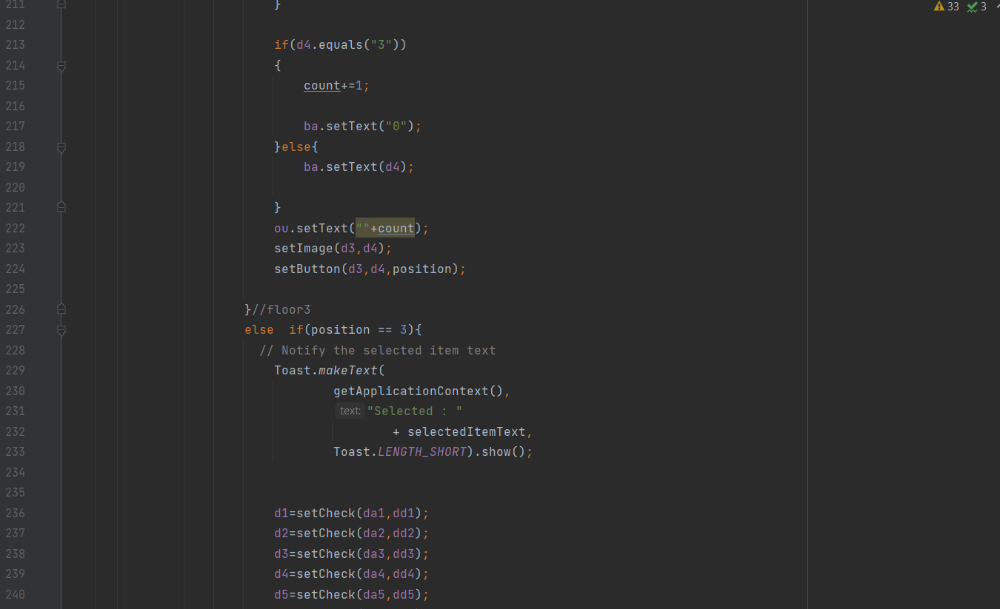 211 }
33 3
212
213 if(d4.equals("3"))
214 {
215 count+=1;
216
217 ba.setText("0");
218 }else{
219 ba.setText(d4);
220
221 }
222 ou.setText(""+count);
223 setImage(d3,d4);
224 setButton(d3,d4,position);
225
226 }//floor3
227 else  if(position == 3){
228 // Notify the selected item text
229 Toast.makeText(
230 getApplicationContext(),
231 text: "Selected : "
232 + selectedItemText,
233 Toast.LENGTH_SHORT).show();
234
235
236 d1=setCheck(da1,dd1);
237 d2=setCheck(da2,dd2);
238 d3=setCheck(da3,dd3);
239 d4=setCheck(da4,dd4);
240 d5=setCheck(da5,dd5);